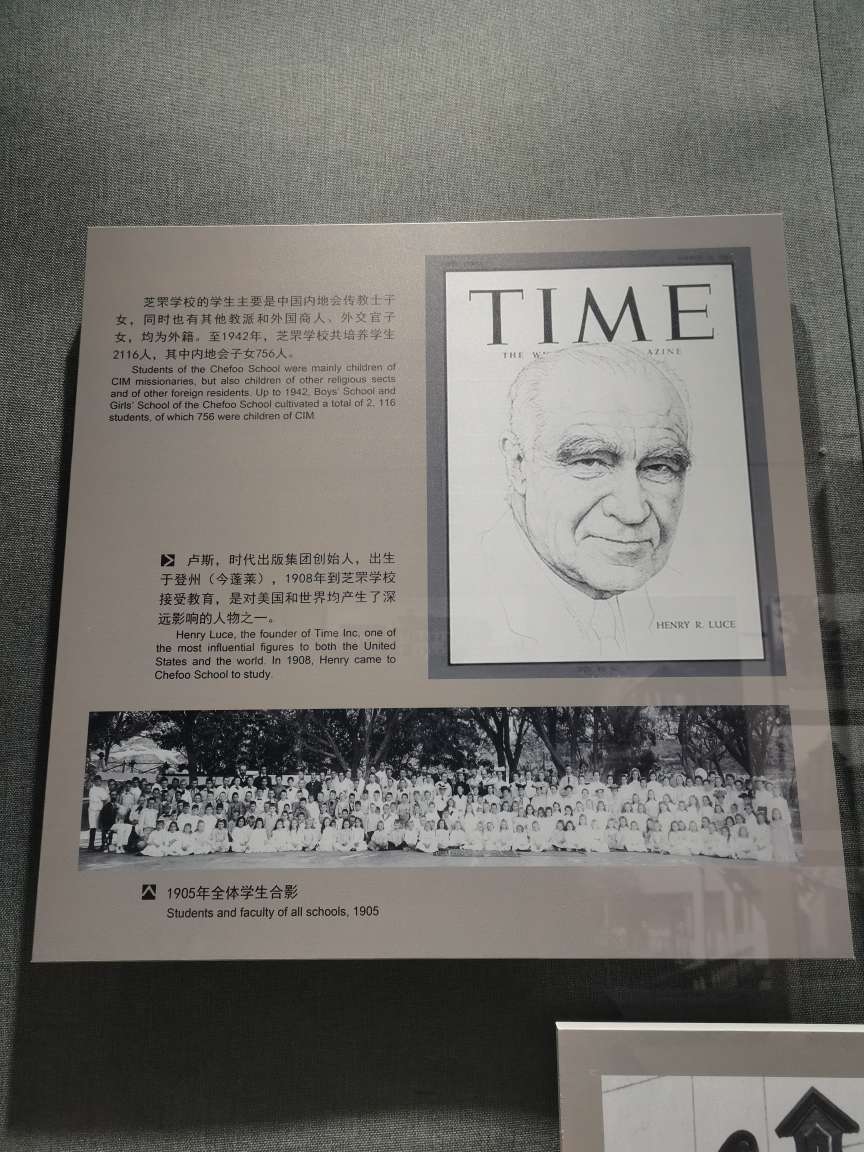 芝罘学校的学生主要是中国内地会传教士子
女，同时也有其他教派和外国商人、外交官子
女，均为外籍。至1942年，芝罘学校共培养学生
2116人，其中内地会子女756人。
Students of the Chefoo School were mainly children of
CIM missionaries, but also children of other religious sects
and of other foreign residents. Up to 1942, Boys' School and
Girls' School of the Chefoo School cultivated a total of 2, 116
students, of which 756 were children of CIM.
TIME
THE W
AZINE
HENRY R. LUCE
卢斯，时代出版集团创始人，出生
于登州（今蓬莱），1908年到芝罘学校
接受教育，是对美国和世界均产生了深
远影响的人物之一。
Henry Luce, the founder of Time Inc, one of
the most influential figures to both the United
States and the world. In 1908, Henry came to
Chefoo School to study.
1905年全体学生合影
Students and faculty of all schools, 1905